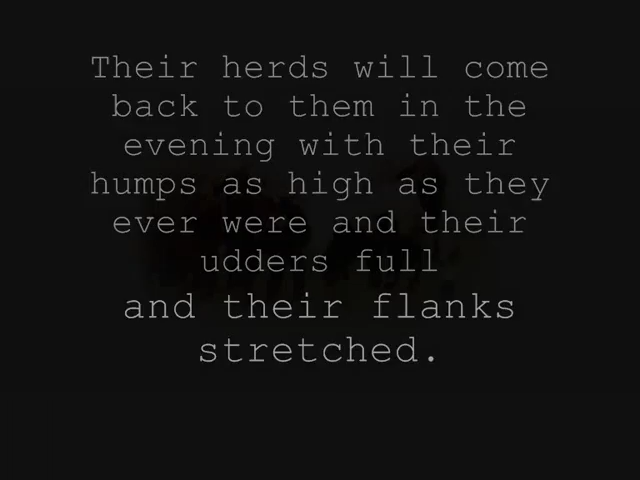 Their herds will come
back to them in the
evening with their
humps as high as they
ever were and their
udders full
and their flanks
stretched.